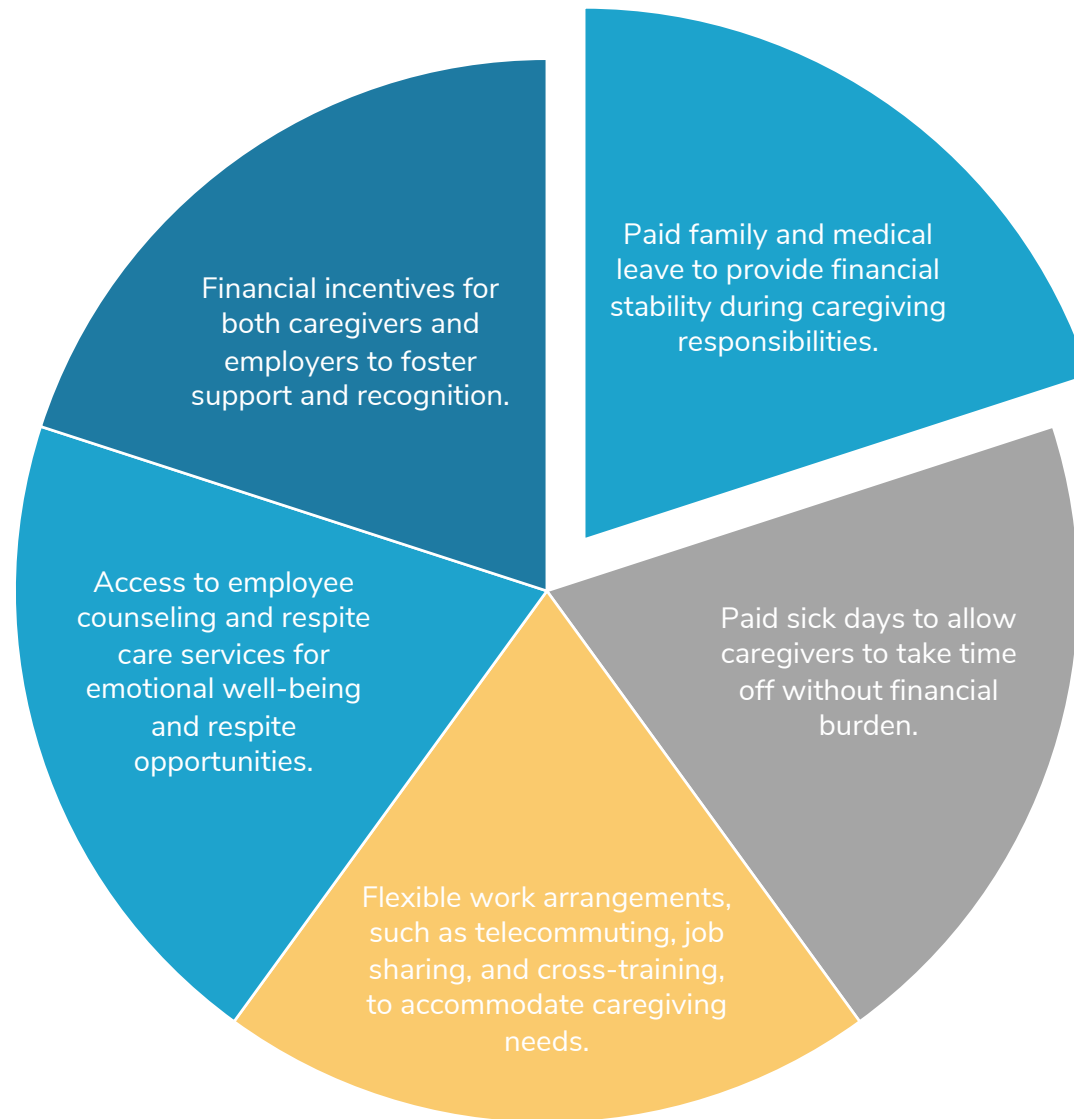 Paid family and medical
leave to provide financial
stability during caregiving
responsibilities.
Paid sick days to allow
caregivers to take time
off without financial
burden.
Flexible work arrangements,
such as telecommuting, job
sharing, and cross-training,
to accommodate caregiving
needs.
Access to employee
counseling and respite
care services for
emotional well-being
and respite
opportunities.
Financial incentives for
both caregivers and
employers to foster
support and recognition.